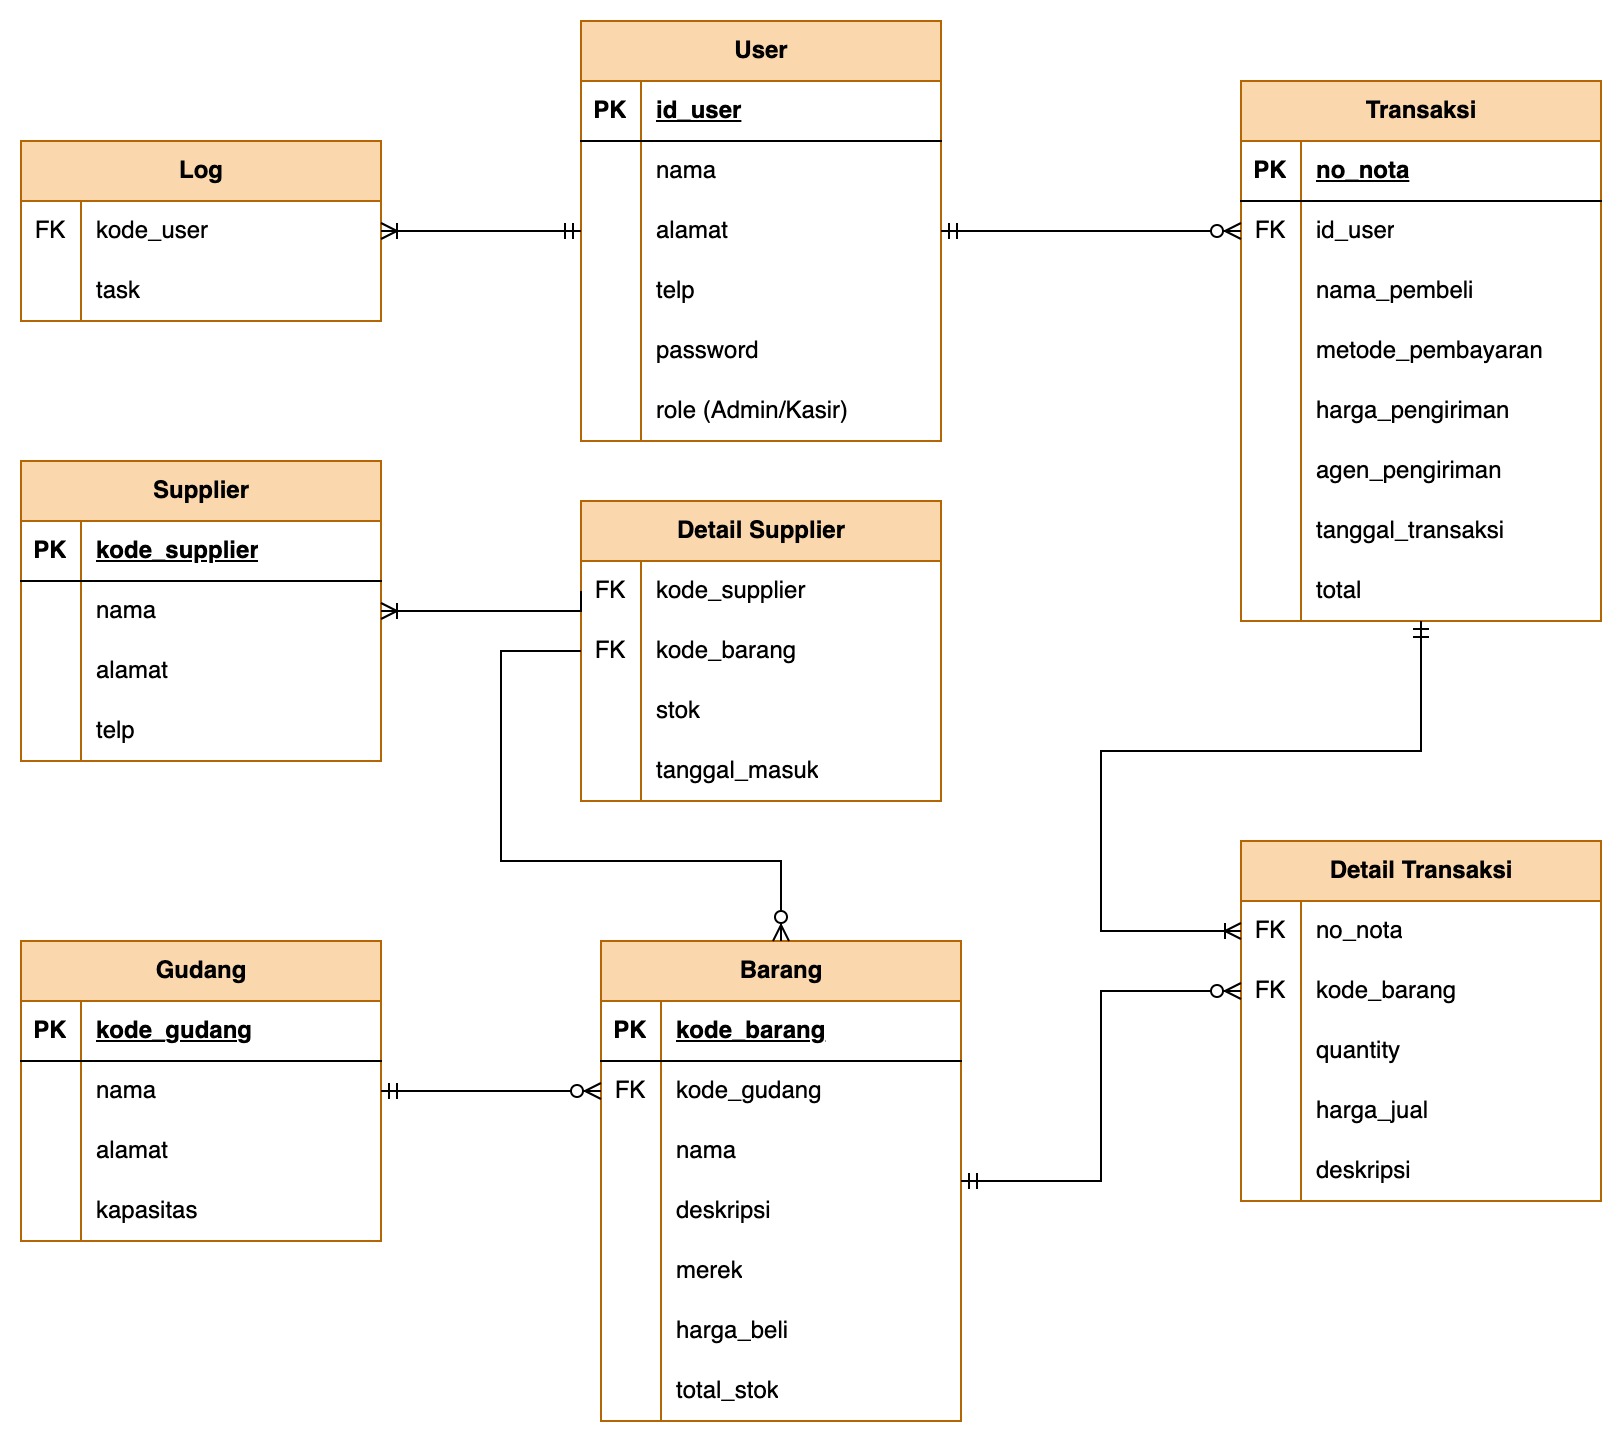 User
PK id_user
nama
alamat
telp
password
role (Admin/Kasir)
Transaksi
PK no_nota
FK id_user
nama_pembeli
metode_pembayaran
harga_pengiriman
agen_pengiriman
tanggal_transaksi
total
Log
FK kode_user
task
Supplier
PK kode_supplier
nama
alamat
telp
Detail Supplier
FK kode_supplier
FK kode_barang
stok
tanggal_masuk
Detail Transaksi
FK no_nota
FK kode_barang
quantity
harga_jual
deskripsi
Gudang
PK kode_gudang
nama
alamat
kapasitas
Barang
PK kode_barang
FK kode_gudang
nama
deskripsi
merek
harga_beli
total_stok